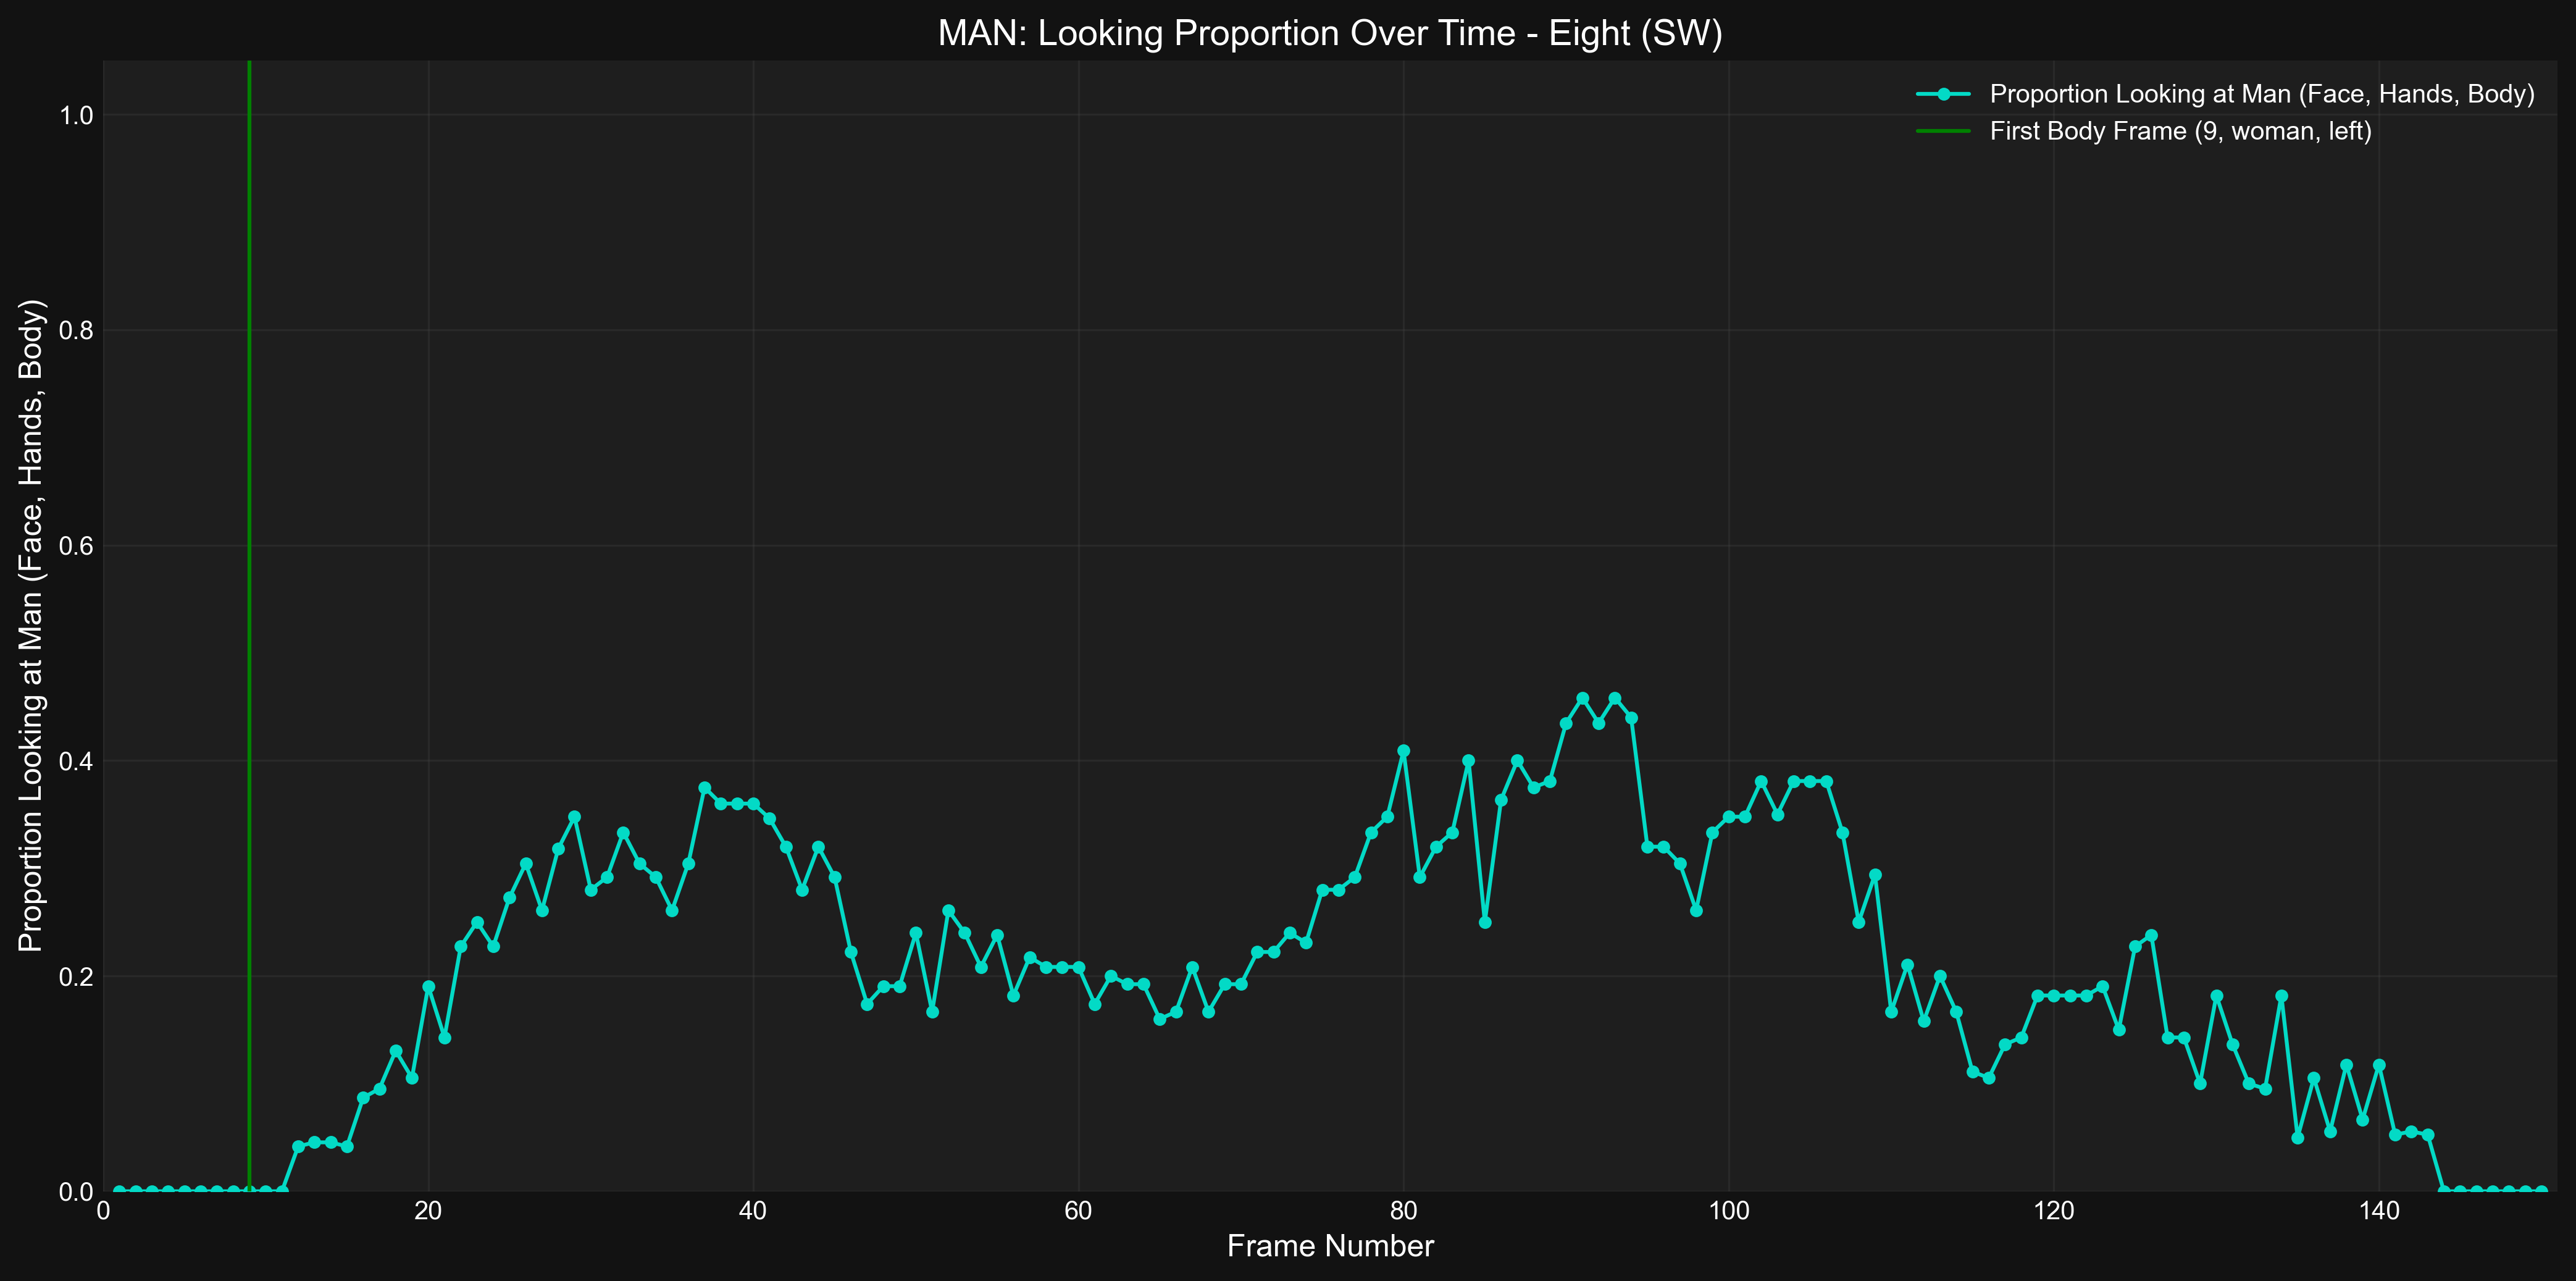 MAN: Looking Proportion Over Time - Eight (SW)
Proportion Looking at Man (Face, Hands, Body)
First Body Frame (9, woman, left)
Proportion Looking at Man (Face, Hands, Body)
1.0
0.8
0.6
0.4
0.2
0.0
0 20 40 60 80 100 120 140
Frame Number